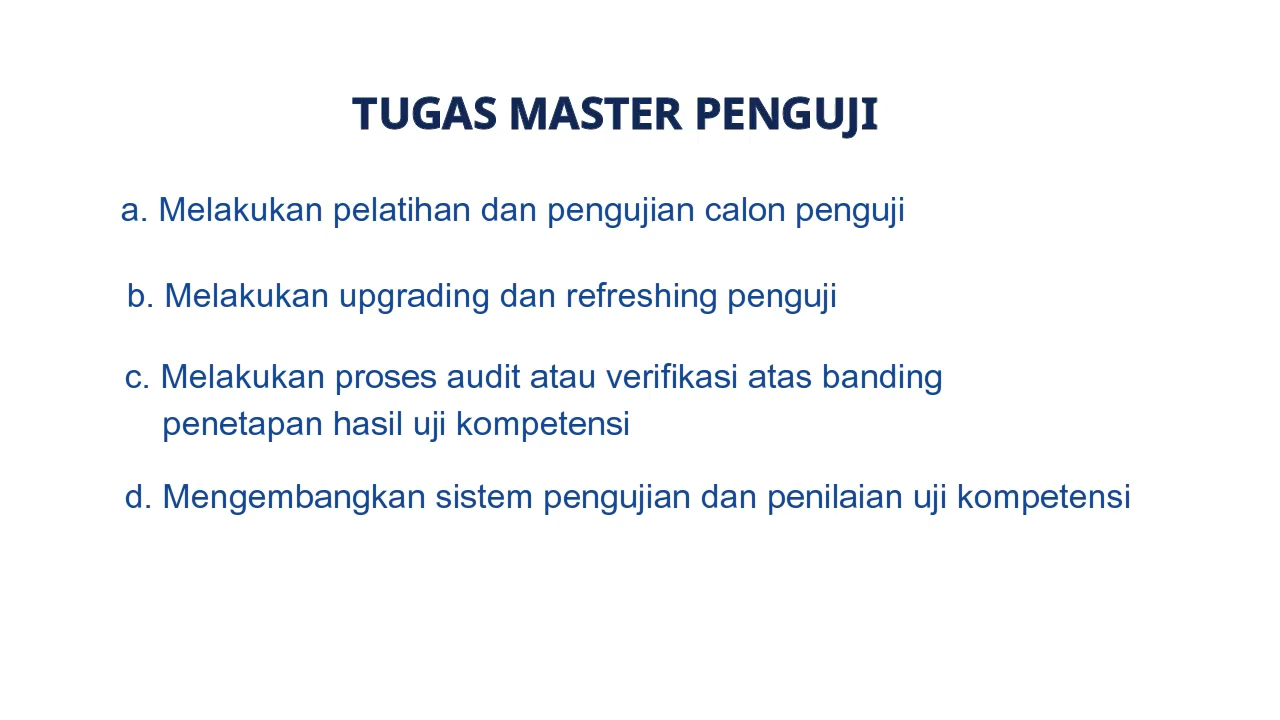 TUGAS MASTER PENGUJI
a. Melakukan pelatihan dan pengujian calon penguji
b. Melakukan upgrading dan refreshing penguji
c. Melakukan proses audit atau verifikasi atas banding
penetapan hasil uji kompetensi
d. Mengembangkan sistem pengujian dan penilaian uji kompetensi